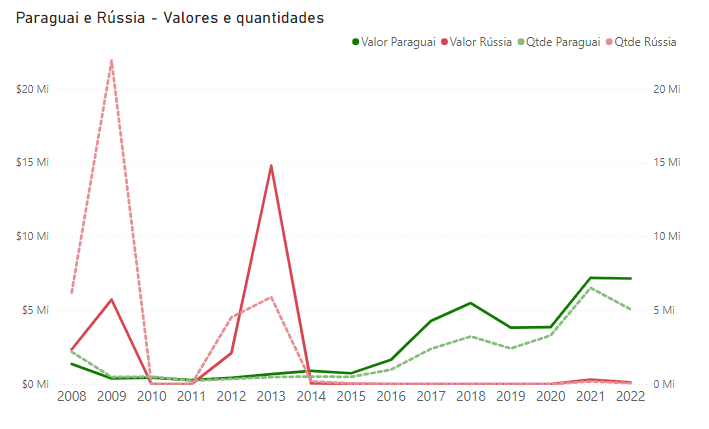 Paraguai e Rússia - Valores e quantidades
Valor Paraguai Valor Rússia Qtde Paraguai Qtde Rússia
$20 Mi 20 Mi
$15 Mi 15 Mi
$10 Mi 10 Mi
$5 Mi 5 Mi
$0 Mi 0 Mi
2008 2009 2010 2011 2012 2013 2014 2015 2016 2017 2018 2019 2020 2021 2022